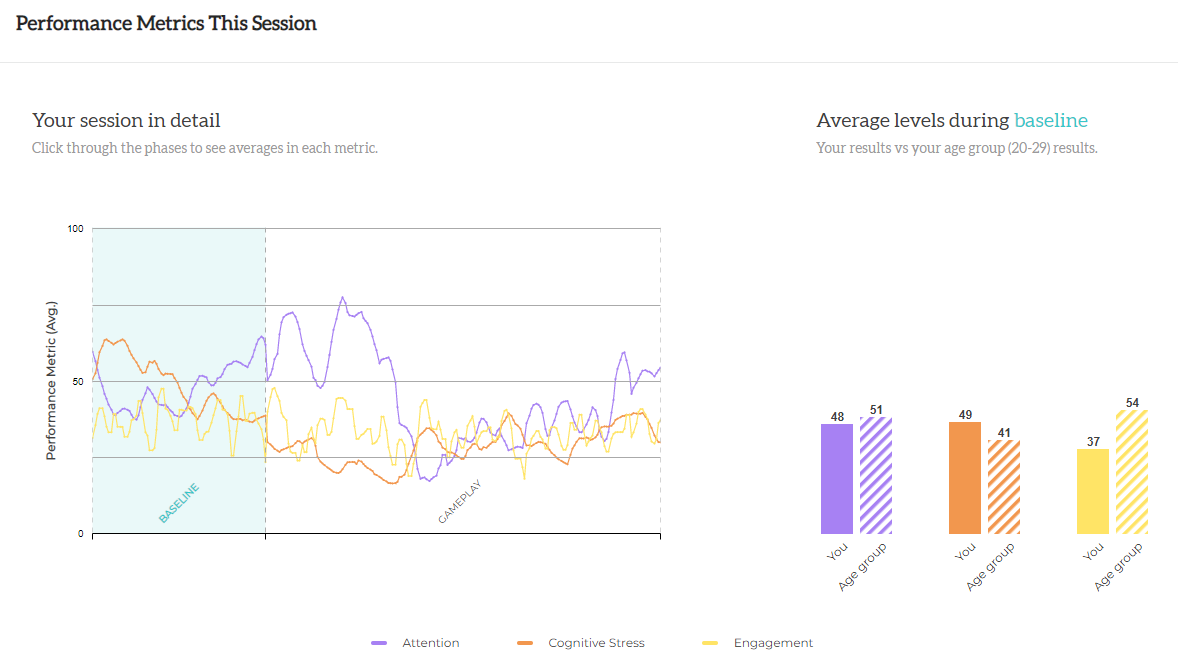 Performance Metrics This Session
Your session in detail
Click through the phases to see averages in each metric.
Average levels during baseline
Your results vs your age group (20-29) results.
100
50
0
Performance Metric (Avg.)
BASELINE
GAMEPLAY
48
51
49
41
37
54
You
Age group
You
Age group
You
Age group
Attention
Cognitive Stress
Engagement